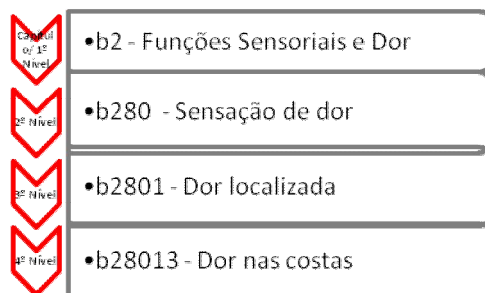 Capítul
o/ 1º
Nível
•b2 - Funções Sensoriais e Dor
2º Nível
•b280 - Sensação de dor
3º Nível
•b2801 - Dor localizada
4º Nível
•b28013 - Dor nas costas